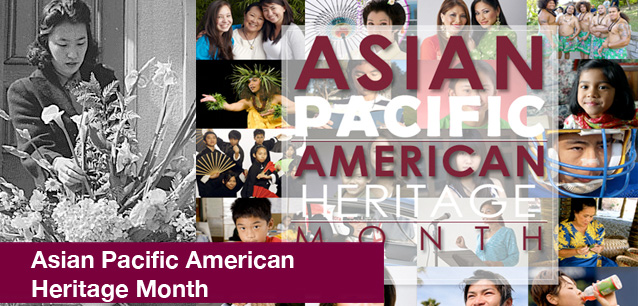 ASIAN
PACIFIC
AMERICAN
HERITAGE
MONTH
Asian Pacific American
Heritage Month